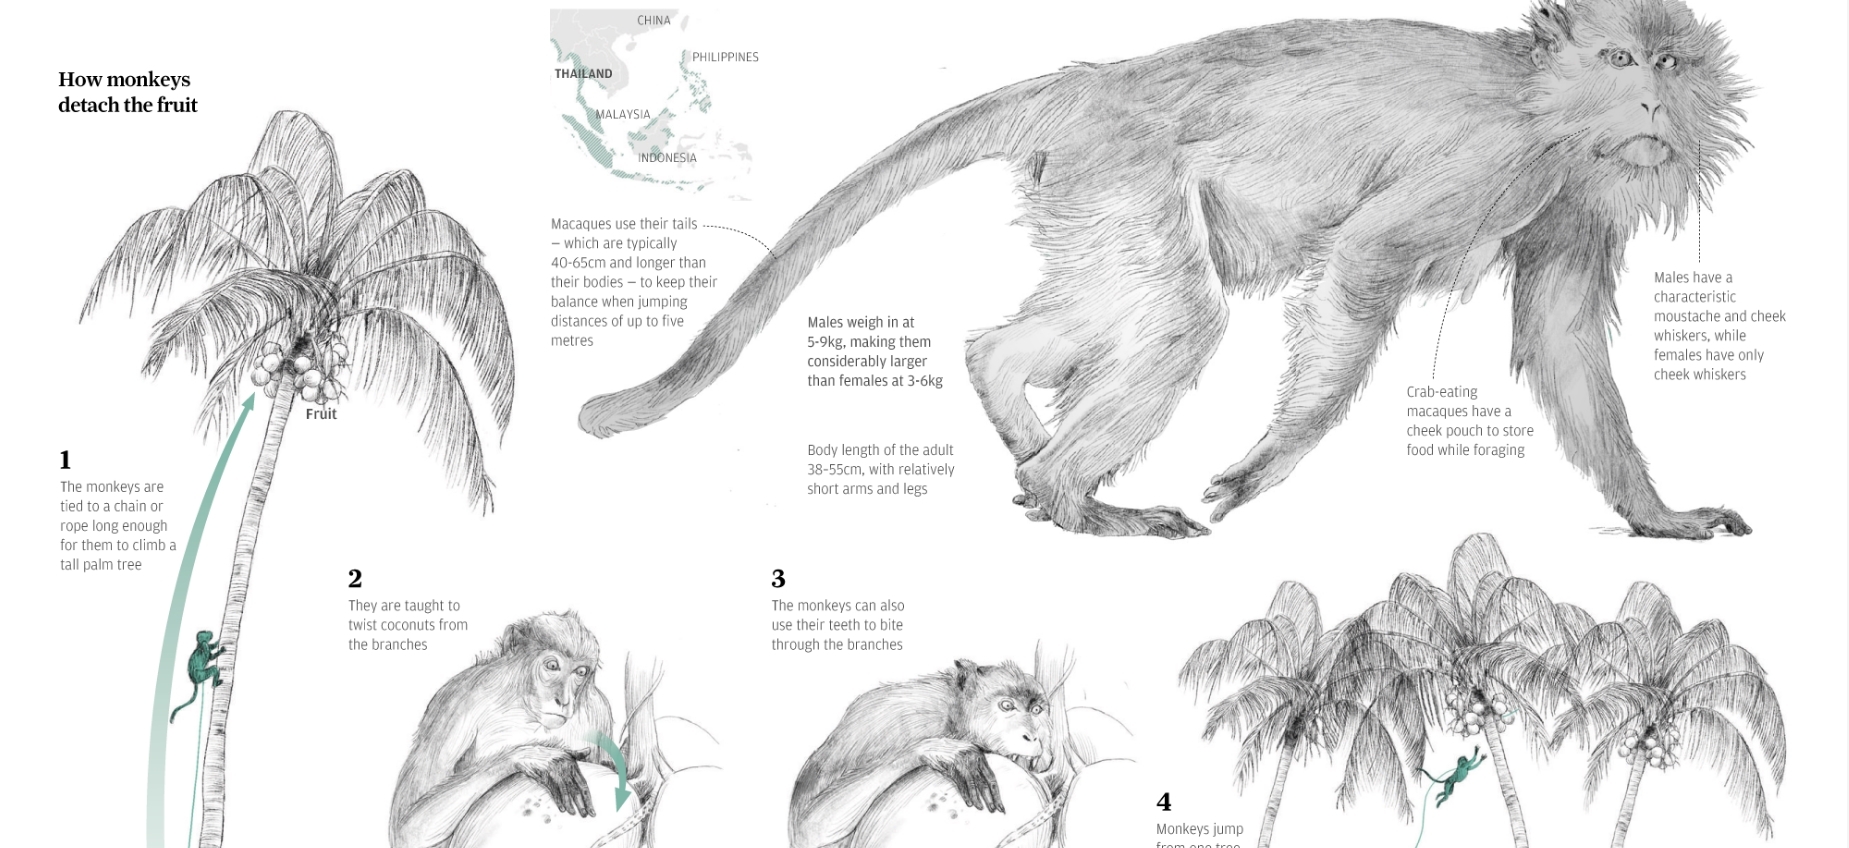 How monkeys
detach the fruit
CHINA
PHILIPPINES
THAILAND
MALAYSIA
INDONESIA
Macaques use their tails
– which are typically
40-65cm and longer than
their bodies – to keep their
balance when jumping
distances of up to five
metres
Males weigh in at
5-9kg, making them
considerably larger
than females at 3-6kg
Body length of the adult
38-55cm, with relatively
short arms and legs
Males have a
characteristic
moustache and cheek
whiskers, while
females have only
cheek whiskers
Crab-eating
macaques have a
cheek pouch to store
food while foraging
Fruit
1
The monkeys are
tied to a chain or
rope long enough
for them to climb a
tall palm tree
2
They are taught to
twist coconuts from
the branches
3
The monkeys can also
use their teeth to bite
through the branches
4
Monkeys jump
from one tree